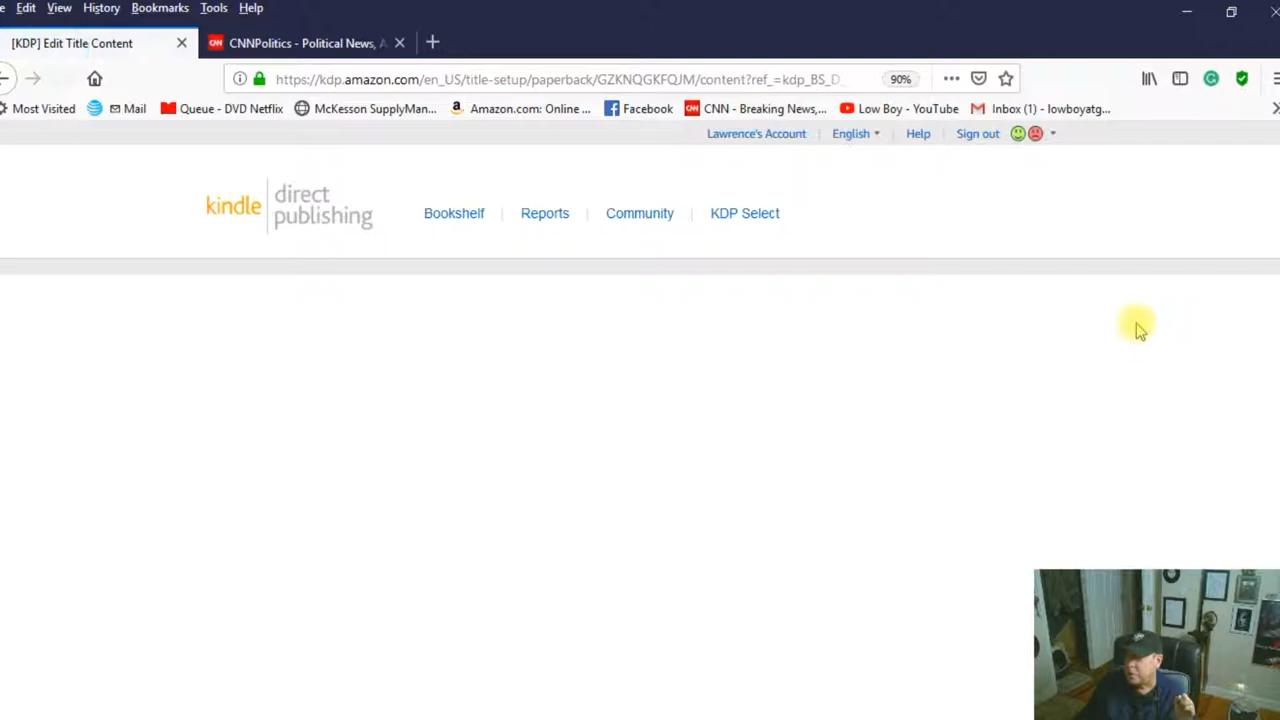 Edit View History Bookmarks Tools Help
[KDP] Edit Title Content CNNPolitics - Political News, A
https://kdp.amazon.com/en_US/title-setup/paperback/GZKNQGKFQJM/content?ref_=kdp_BS_D 90%
Most Visited Mail Queue - DVD Netflix McKesson SupplyMan... Amazon.com: Online ... Facebook CNN - Breaking News,... Low Boy - YouTube Inbox (1) - lowboyatg...
Lawrence's Account English Help Sign out
kindle direct publishing Bookshelf Reports Community KDP Select